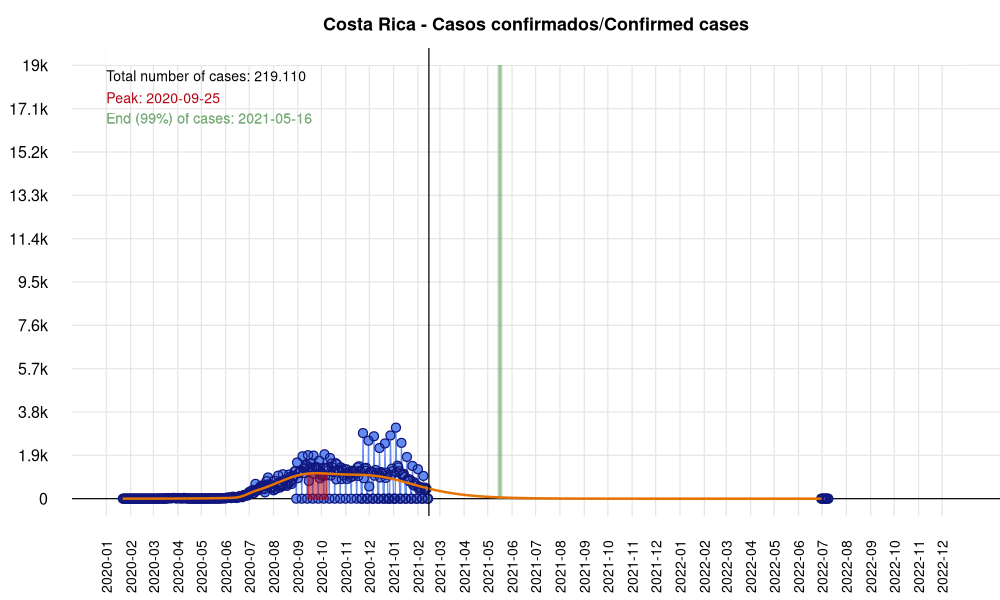 Costa Rica - Casos confirmados/Confirmed cases
Total number of cases: 219.110
Peak: 2020-09-25
End (99%) of cases: 2021-05-16
19k
17.1k
15.2k
13.3k
11.4k
9.5k
7.6k
5.7k
3.8k
1.9k
0
2020-01
2020-02
2020-03
2020-04
2020-05
2020-06
2020-07
2020-08
2020-09
2020-10
2020-11
2020-12
2021-01
2021-02
2021-03
2021-04
2021-05
2021-06
2021-07
2021-08
2021-09
2021-10
2021-11
2021-12
2022-01
2022-02
2022-03
2022-04
2022-05
2022-06
2022-07
2022-08
2022-09
2022-10
2022-11
2022-12